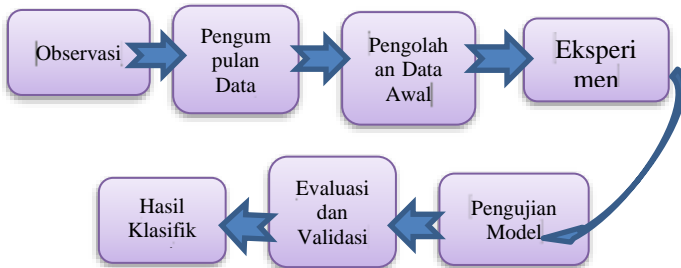 Observasi
Pengum
pulan
Data
Pengolah
an Data
Awal
Eksperi
men
Pengujian
Model
Evaluasi
dan
Validasi
Hasil
Klasifik